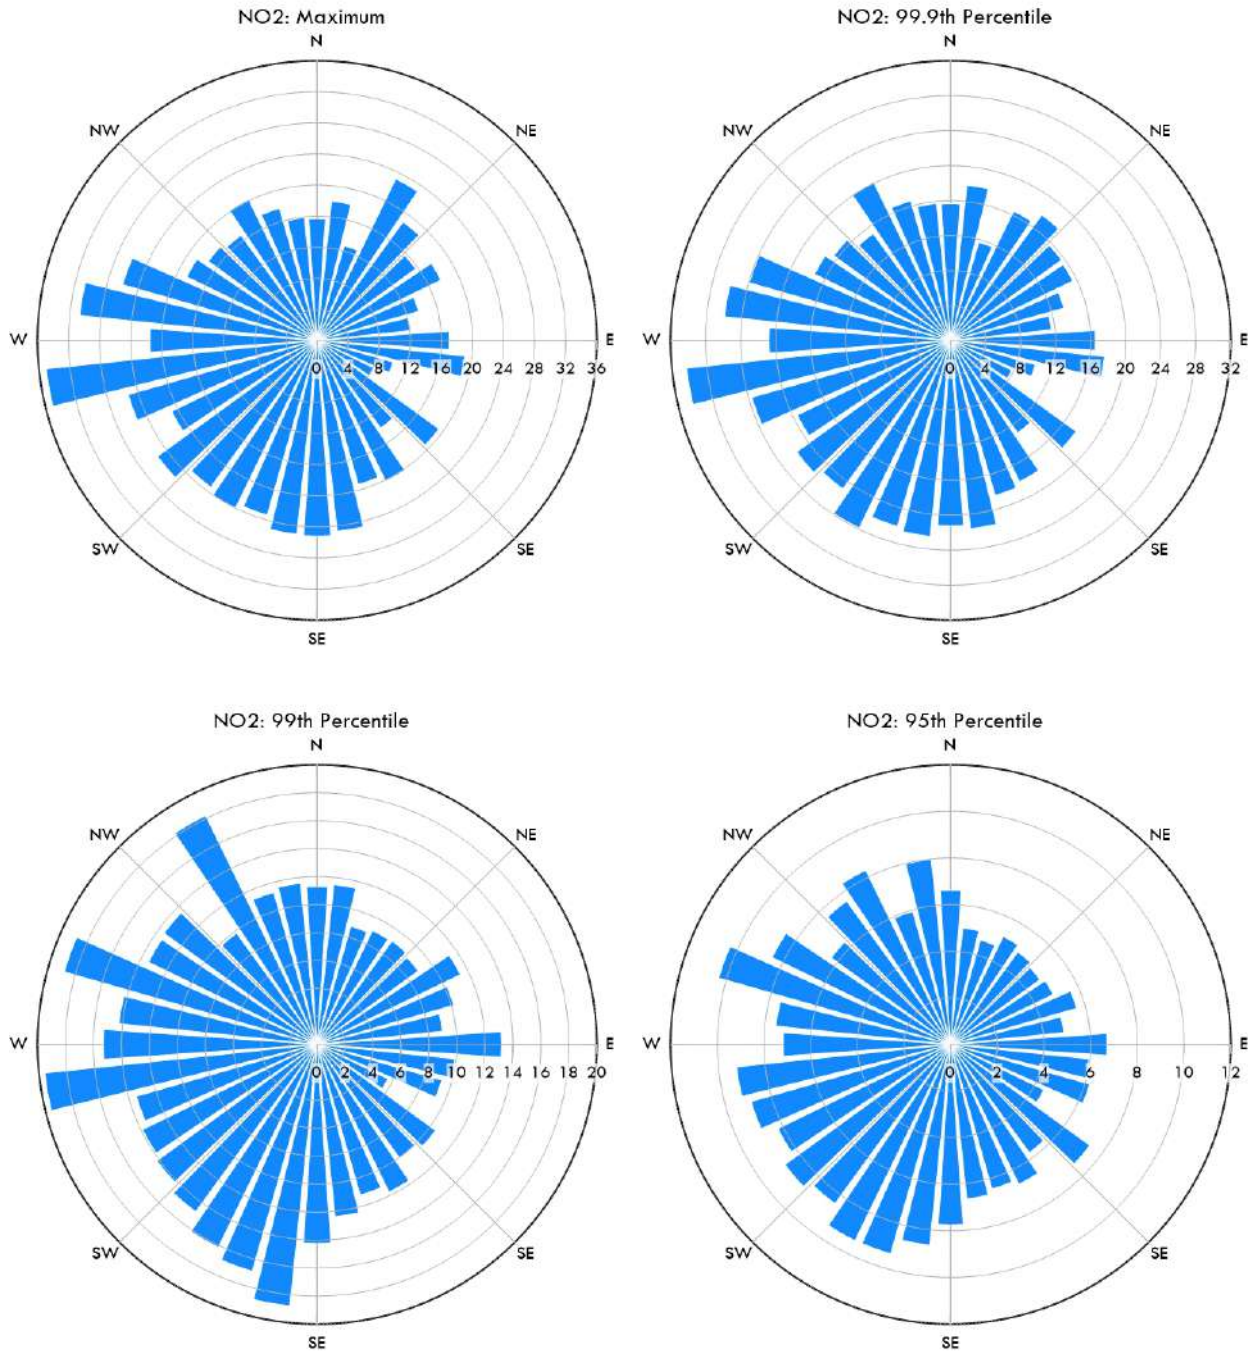 NO2: Maximum
N
NW
NE
W
E
0 4 8 12 16 20 24 28 32 36
SW
SE
SE
NO2: 99.9th Percentile
N
NW
NE
W
E
0 4 8 12 16 20 24 28 32
SW
SE
SE
NO2: 99th Percentile
N
NW
NE
W
E
0 2 4 6 8 10 12 14 16 18 20
SW
SE
SE
NO2: 95th Percentile
N
NW
NE
W
E
0 2 4 6 8 10 12
SW
SE
SE